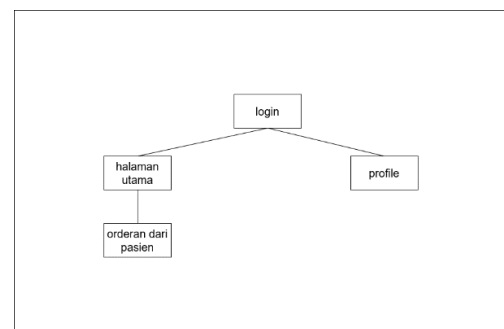 login
halaman
utama
profile
orderan dari
pasien